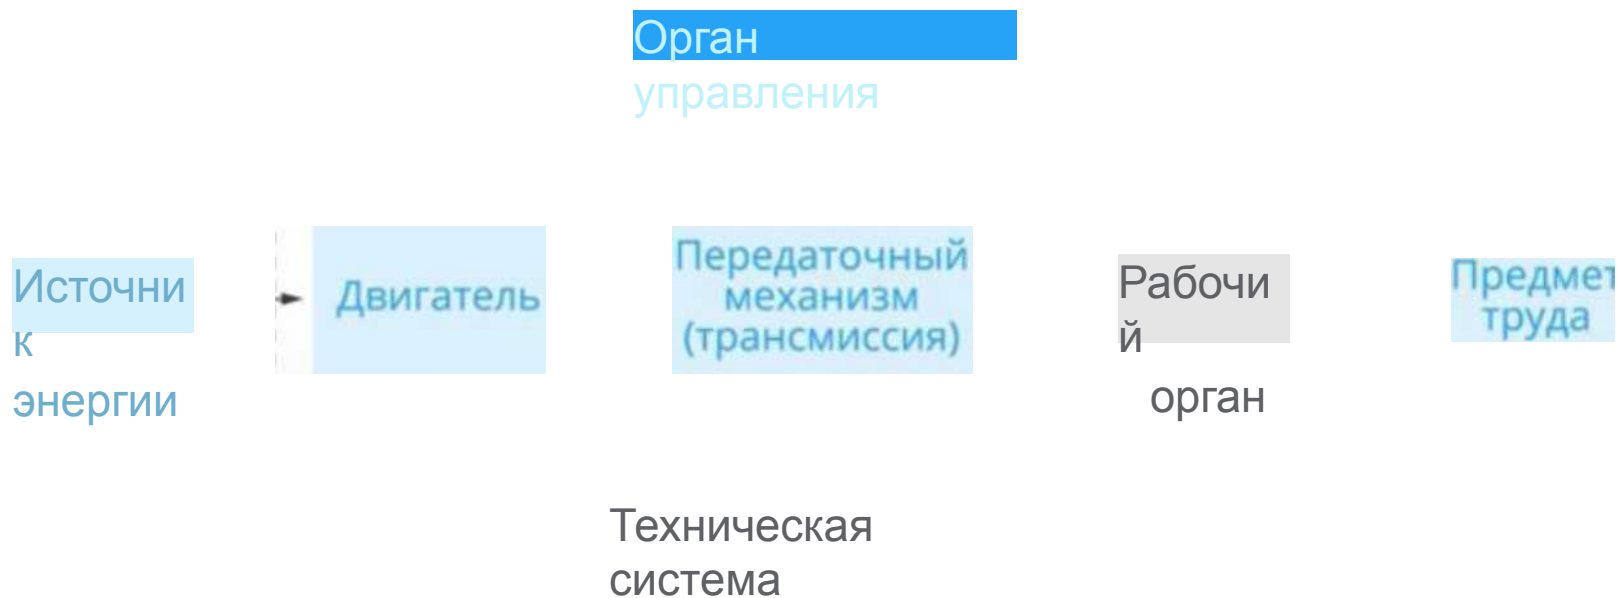 Орган
управления
Источни
к
энергии
Двигатель
Передаточный
механизм
(трансмиссия)
Рабочи
й
орган
Предмет
труда
Техническая
система